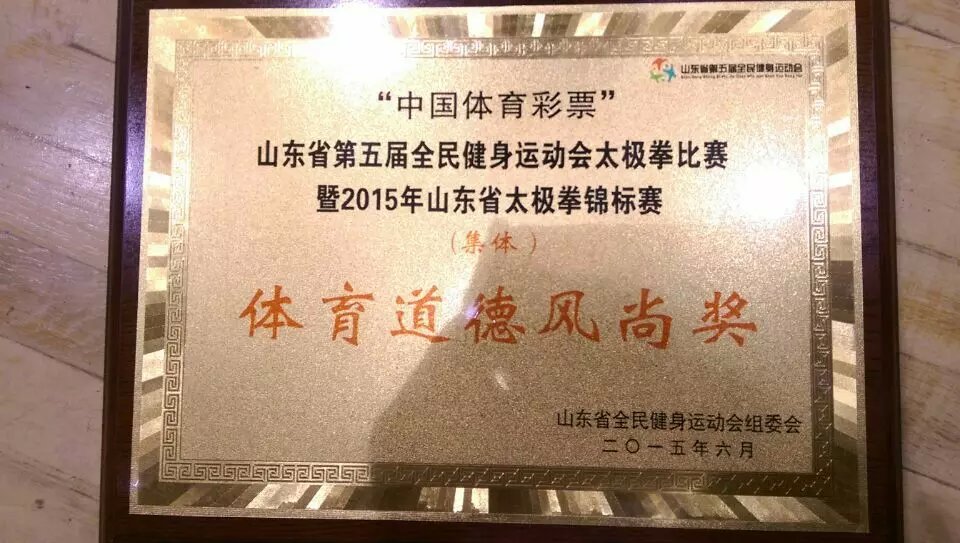 山东省第五届全民健身运动会
“中国体育彩票”
山东省第五届全民健身运动会太极拳比赛
暨2015年山东省太极拳锦标赛
（集体）
体育道德风尚奖
山东省全民健身运动会组委会
二〇一五年六月